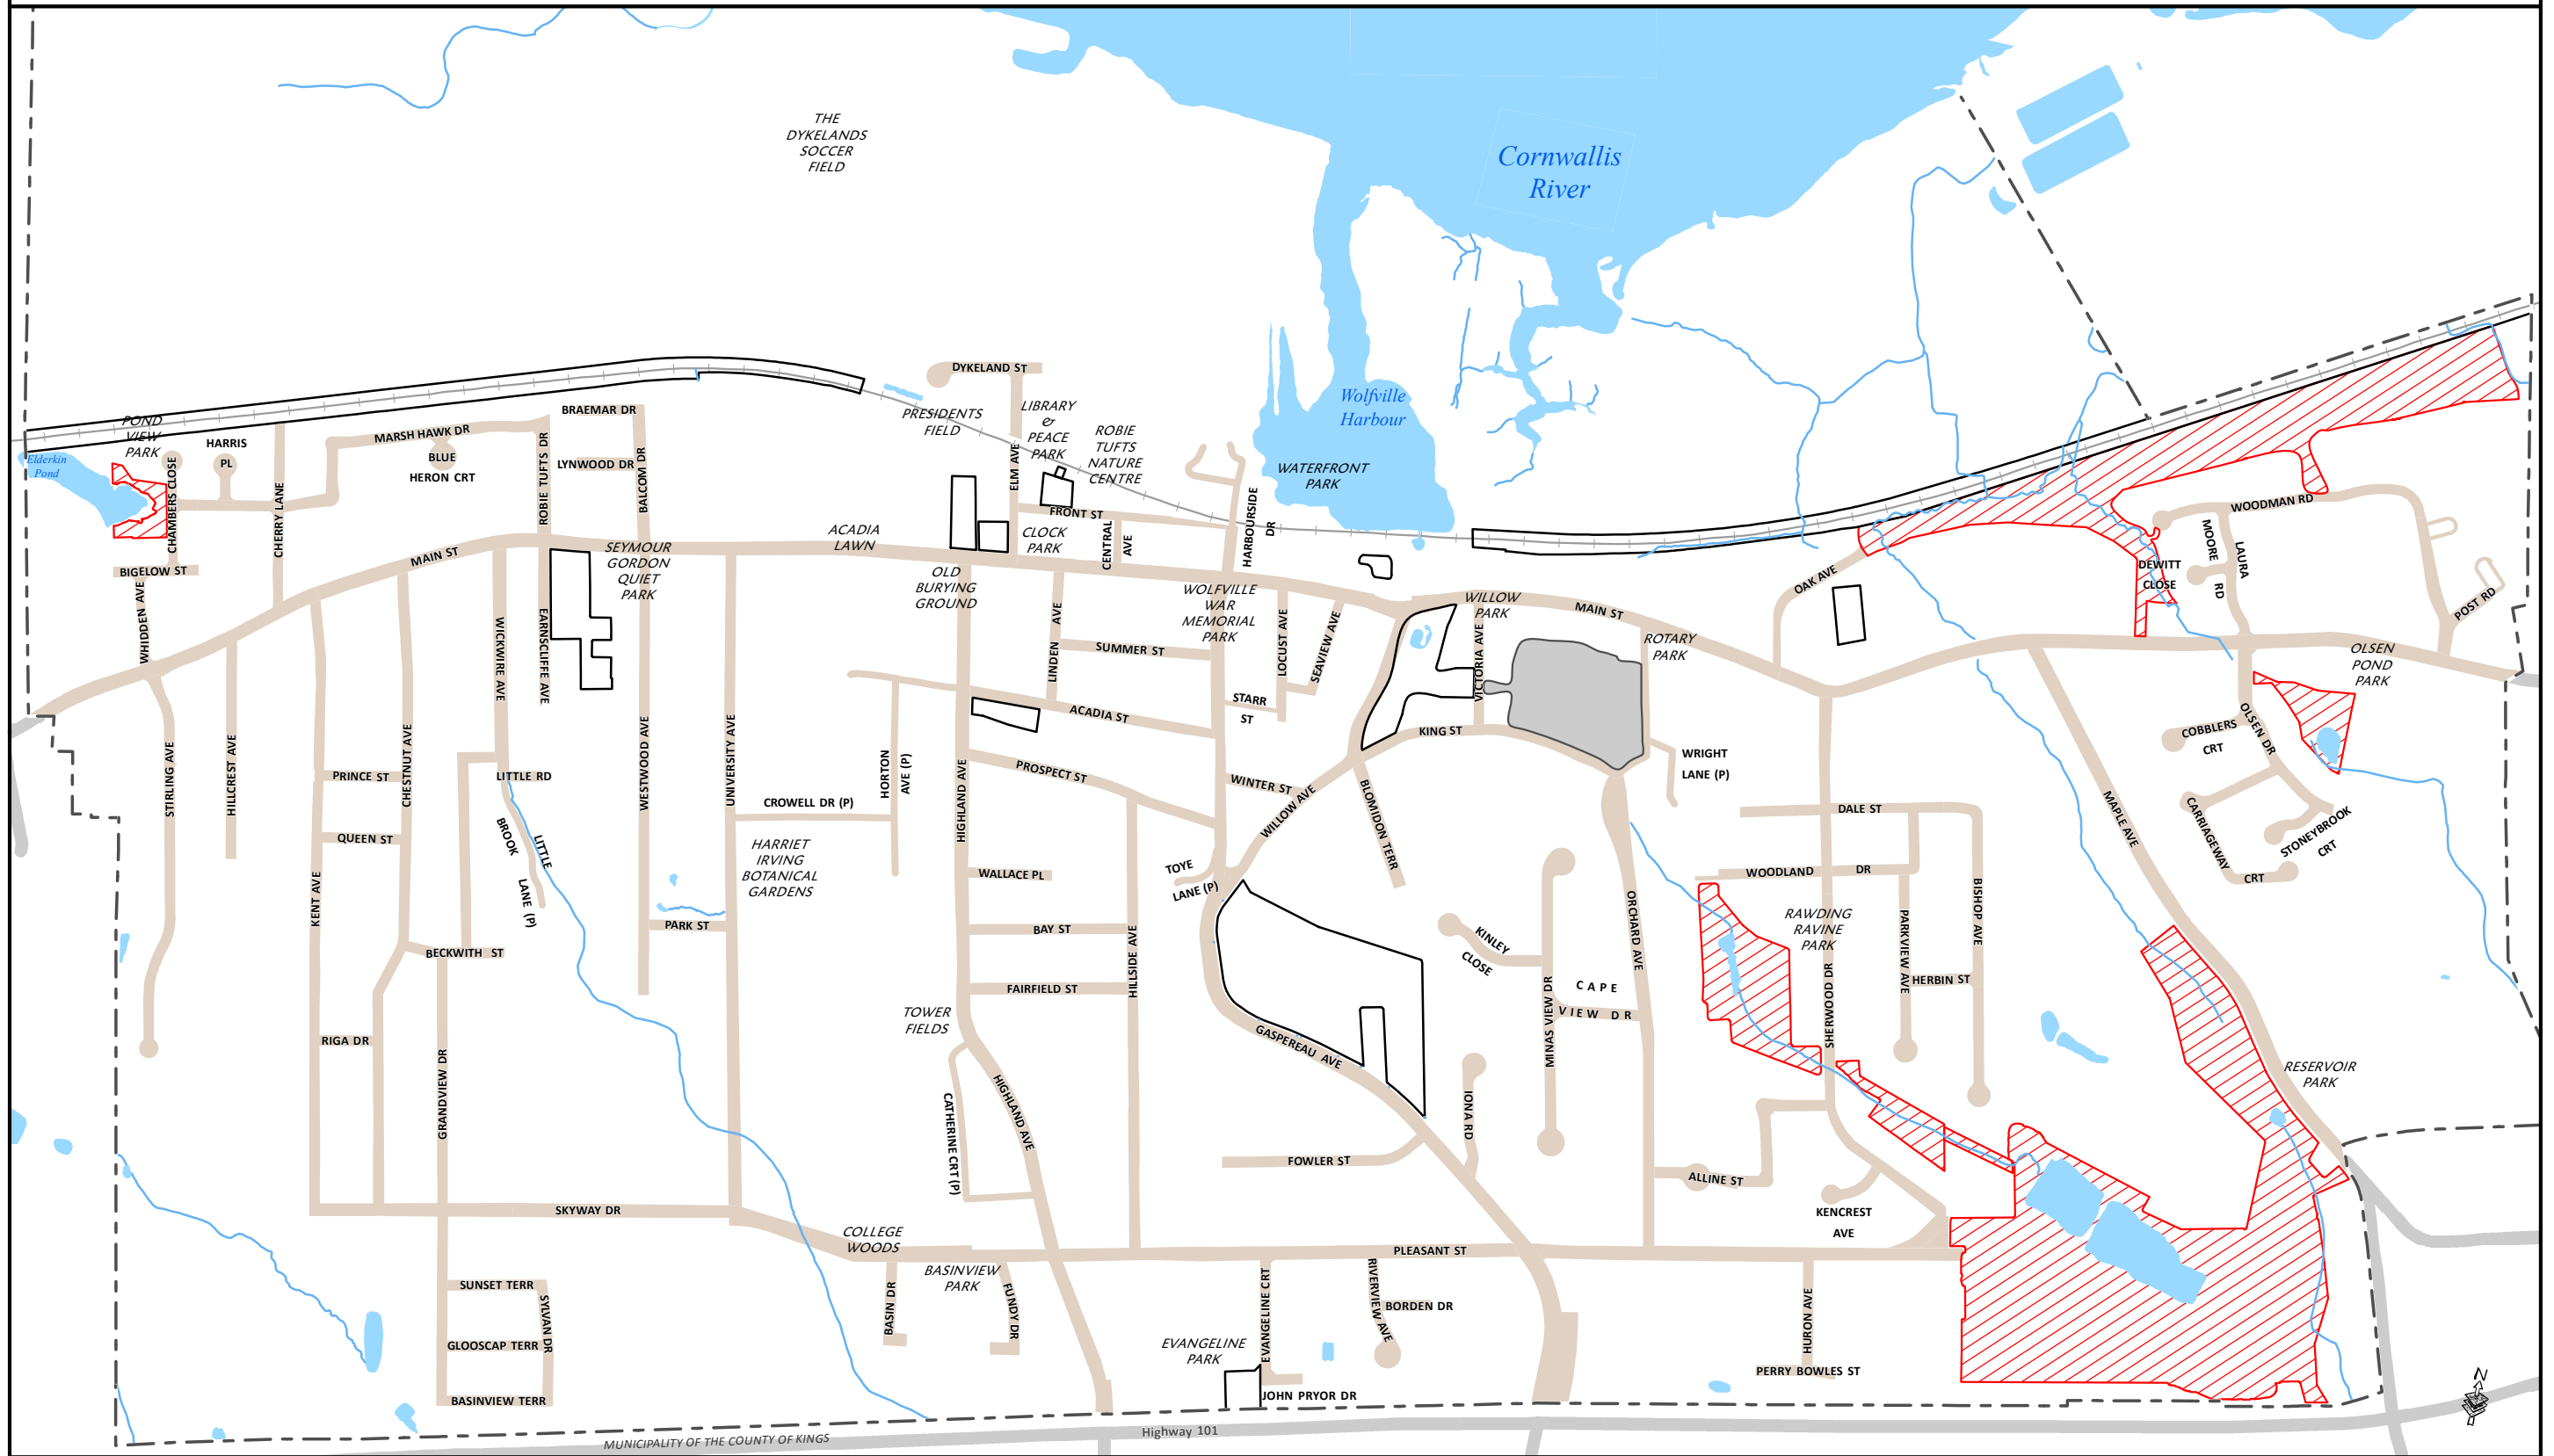 THE
DYKELANDS
SOCCER
FIELD
Cornwallis
River
Wolfville
Harbour
DYKELAND ST
PRESIDENTS
FIELD
LIBRARY
&
PEACE
PARK
ROBIE
TUFTS
NATURE
CENTRE
WATERFRONT
PARK
POND
VIEW
PARK
Elderkin
Pond
HARRIS
PL
CHAMBERS CLOSE
CHERRY LANE
MARSH HAWK DR
BLUE
HERON CRT
BRAEMAR DR
LYNWOOD DR
ROBIE TUFTS DR
BALCOM DR
ELM AVE
FRONT ST
CENTRAL
AVE
HARBOURSIDE
DR
CLOCK
PARK
ACADIA
LAWN
MAIN ST
BIGELOW ST
WHIDDEN AVE
SEYMOUR
GORDON
QUIET
PARK
OLD
BURYING
GROUND
WOLFVILLE
WAR
MEMORIAL
PARK
WILLOW
PARK
MAIN ST
ROTARY
PARK
OAK AVE
WOODMAN RD
MOORE
RD
LAURA
DEWITT
CLOSE
POST RD
OLSEN
POND
PARK
WICKWIRE AVE
EARNSCLIFFE AVE
LINDEN
AVE
SUMMER ST
LOCUST AVE
SEAVIEW AVE
VICTORIA AVE
STARR
ST
ACADIA ST
KING ST
WRIGHT
LANE (P)
COBBLERS
CRT
OLSEN DR
CARRIAGEWAY
CRT
STONEYBROOK
CRT
STIRLING AVE
HILLCREST AVE
PRINCE ST
CHESTNUT AVE
QUEEN ST
KENT AVE
LITTLE RD
BROOK
LITTLE
LANE (P)
WESTWOOD AVE
UNIVERSITY AVE
CROWELL DR (P)
HORTON
AVE (P)
HIGHLAND AVE
PROSPECT ST
WINTER ST
WILLOW AVE
BLOMIDON TERR
TOYE
LANE (P)
HARRIET
IRVING
BOTANICAL
GARDENS
WALLACE PL
PARK ST
BAY ST
FAIRFIELD ST
HILLSIDE AVE
BECKWITH ST
TOWER
FIELDS
DALE ST
WOODLAND
DR
RAWDING
RAVINE
PARK
BISHOP AVE
PARKVIEW AVE
HERBIN ST
SHERWOOD DR
MAPLE AVE
RESERVOIR
PARK
KINLEY
CLOSE
CAPE
VIEW DR
MINAS VIEW DR
ORCHARD AVE
GASPEREAU AVE
IONA RD
RIGA DR
GRANDVIEW DR
CATHERINE CRT (P)
HIGHLAND AVE
FOWLER ST
ALLINE ST
KENCREST
AVE
SKYWAY DR
COLLEGE
WOODS
PLEASANT ST
BASINVIEW
PARK
BASIN DR
FUNDY DR
SUNSET TERR
SYLVAN DR
GLOOSCAP TERR
BASINVIEW TERR
EVANGELINE
PARK
EVANGELINE CRT
RIVERVIEW AVE
BORDEN DR
JOHN PRYOR DR
HURON AVE
PERRY BOWLES ST
MUNICIPALITY OF THE COUNTY OF KINGS
Highway 101
N